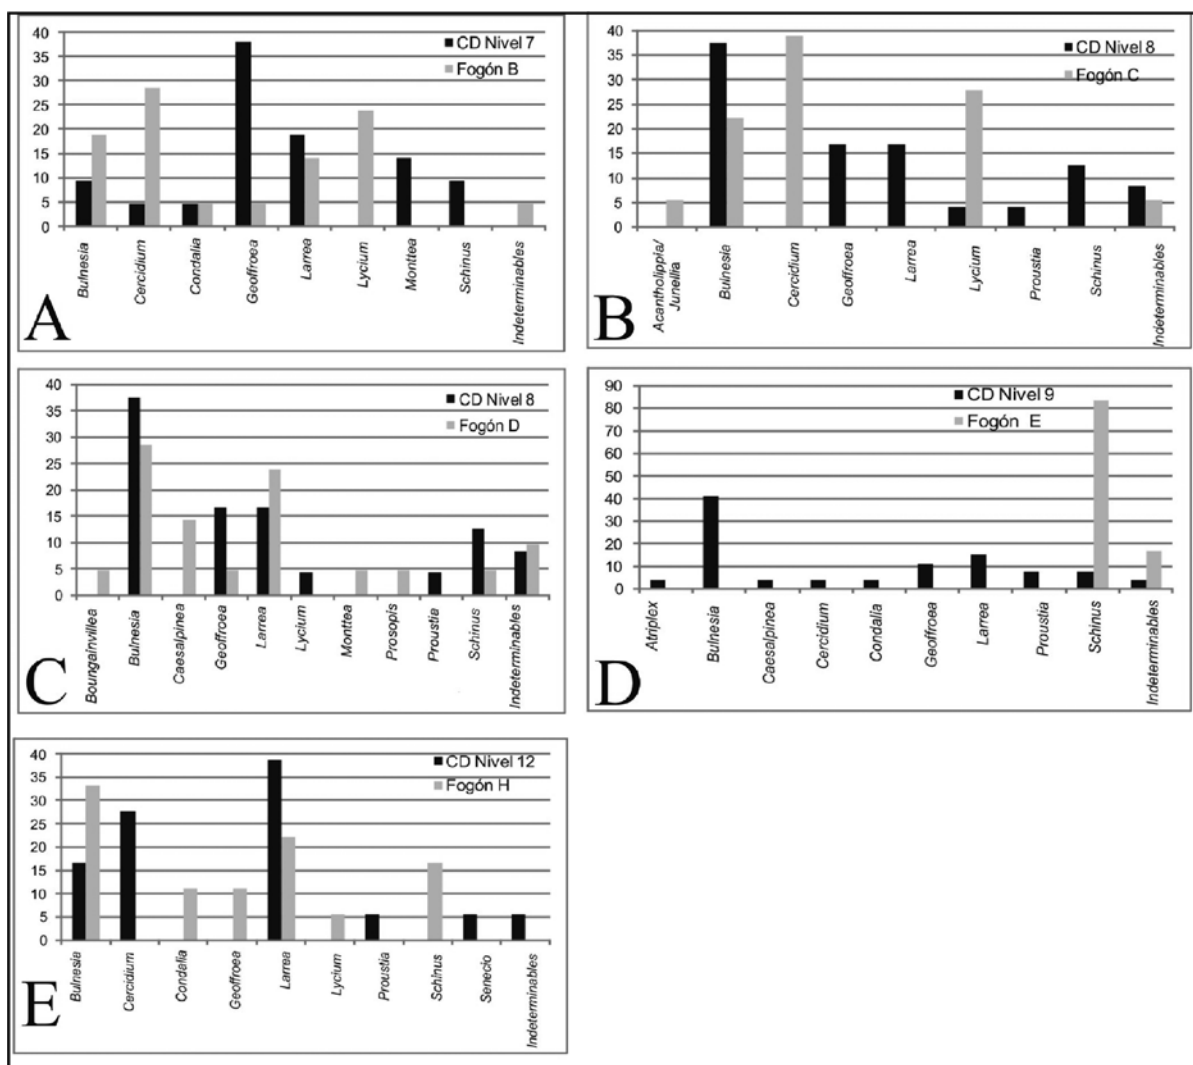 40
35
30
25
20
15
10
5
0
CD Nivel 7
Fogón B
Bulnesia
Cercidium
Condalia
Geoffroea
Larrea
Lycium
Monttea
Schinus
Indeterminables
A
40
35
30
25
20
15
10
5
0
CD Nivel 8
Fogón C
Acantholippia/
Junellia
Bulnesie
Cercidium
Geoffroea
Larrea
Lycium
Proustia
Schinus
Indeterminables
B
40
35
30
25
20
15
10
5
0
CD Nivel 8
Fogón D
Boungainvillea
Bulnesia
Caesalpinea
Geoffroea
Larrea
Lycium
Monttea
Prosopis
Proustia
Schinus
Indeterminables
C
90
80
70
60
50
40
30
20
10
0
CD Nivel 9
Fogón E
Atriplex
Bulnesia
Caesalpinea
Cercidium
Condalia
Geoffroea
Larrea
Proustia
Schinus
Indeterminables
D
40
35
30
25
20
15
10
5
0
CD Nivel 12
Fogón H
Bulnesia
Cercidium
Condalia
Geoffroea
Larrea
Lycium
Proustia
Schinus
Senecio
Indeterminables
E